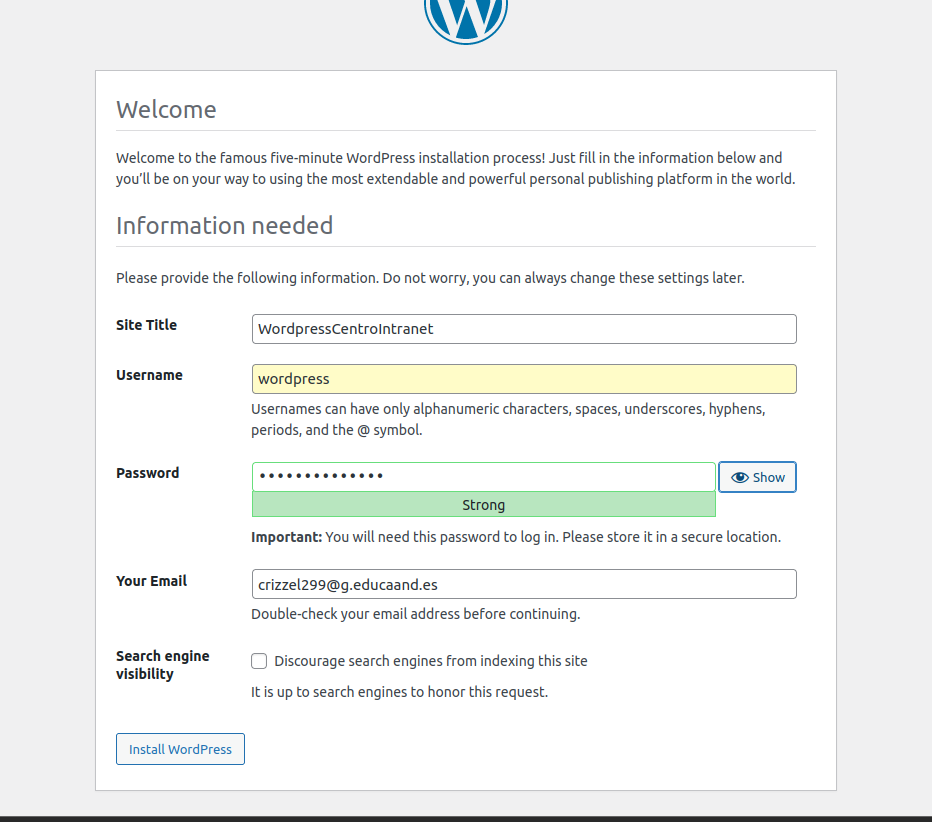 Welcome
Welcome to the famous five-minute WordPress installation process! Just fill in the information below and
you’ll be on your way to using the most extendable and powerful personal publishing platform in the world.
Information needed
Please provide the following information. Do not worry, you can always change these settings later.
Site Title
WordpressCentroIntranet
Username
wordpress
Usernames can have only alphanumeric characters, spaces, underscores, hyphens,
periods, and the @ symbol.
Password
••••••••••••••
Show
Strong
Important: You will need this password to log in. Please store it in a secure location.
Your Email
crizzel299@g.educaand.es
Double-check your email address before continuing.
Search engine
visibility
Discourage search engines from indexing this site
It is up to search engines to honor this request.
Install WordPress